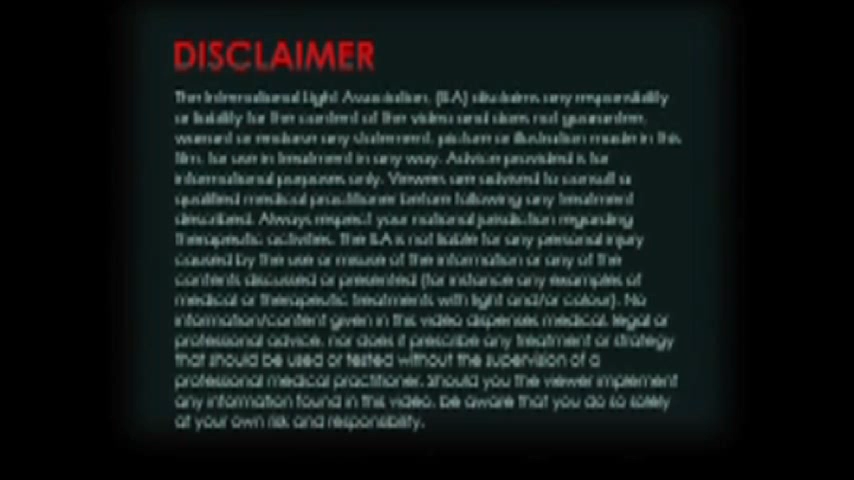 DISCLAIMER
The International Light Association, (ILA) disclaims any responsibility
or liability for the content of the video and does not guarantee,
warrant or endorse any statement, picture or illustration made in this
film, for use in treatment in any way. Advice provided is for
informational purposes only. Viewers are advised to consult a
qualified medical practitioner before following any treatment
described. Always respect your national jurisdiction regarding
therapeutic activities. The ILA is not liable for any personal injury
caused by the use or misuse of the information or any of the
contents discussed or presented (for instance any examples of
medical or therapeutic treatments with light and/or colour). No
information/content given in this video dispenses medical, legal or
professional advice, nor does it prescribe any treatment or strategy
that should be used or tested without the supervision of a
professional medical practitioner. Should you the viewer implement
any information found in this video, be aware that you do so solely
at your own risk and responsibility.